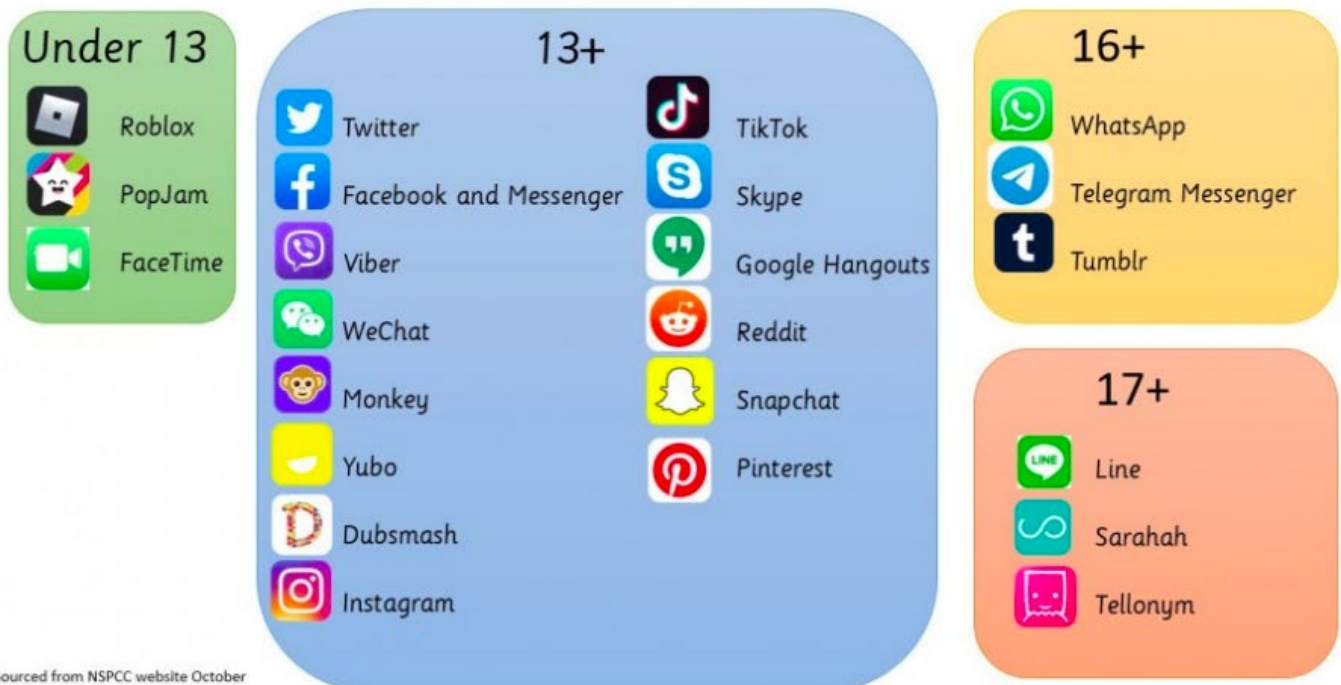 Under 13
Roblox
PopJam
FaceTime
13+
Twitter
Facebook and Messenger
Viber
WeChat
Monkey
Yubo
Dubsmash
Instagram
TikTok
Skype
Google Hangouts
Reddit
Snapchat
Pinterest
16+
WhatsApp
Telegram Messenger
Tumblr
17+
LINE
Line
Sarahah
Tellonym
ourced from NSPCC website October